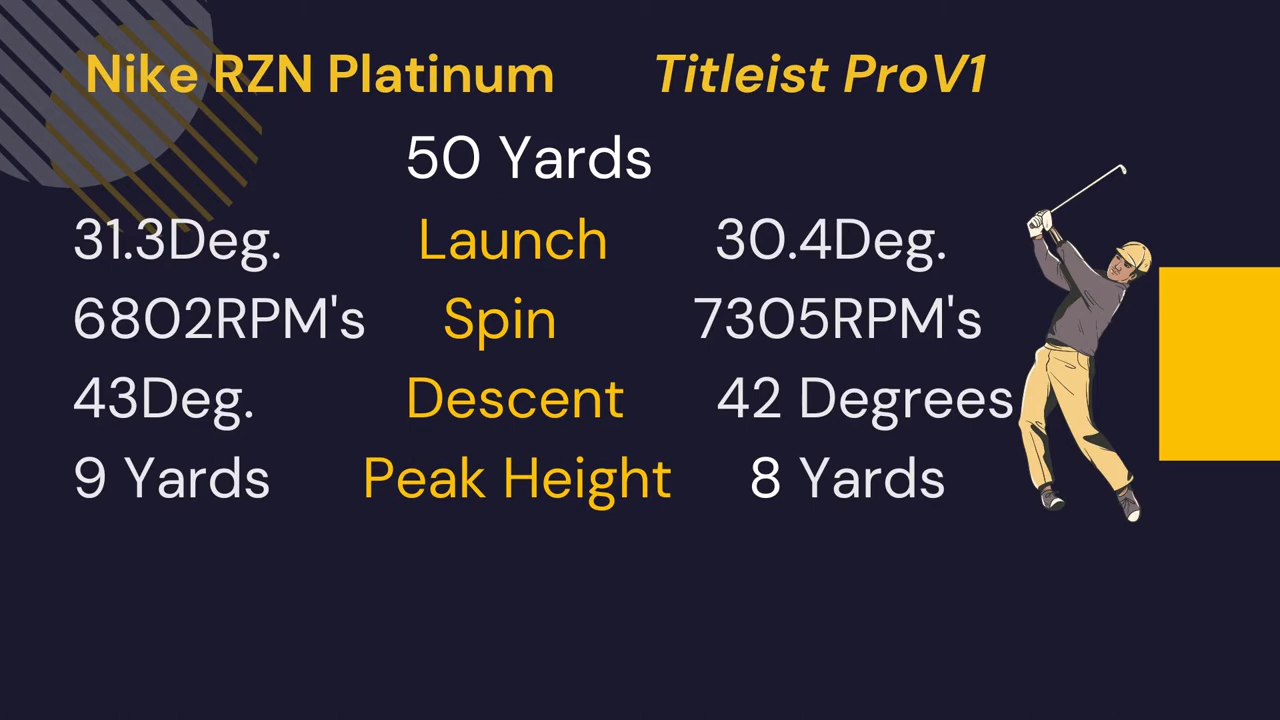 Nike RZN Platinum Titleist ProV1
50 Yards
31.3Deg. Launch 30.4Deg.
6802RPM's Spin 7305RPM's
43Deg. Descent 42 Degrees
9 Yards Peak Height 8 Yards